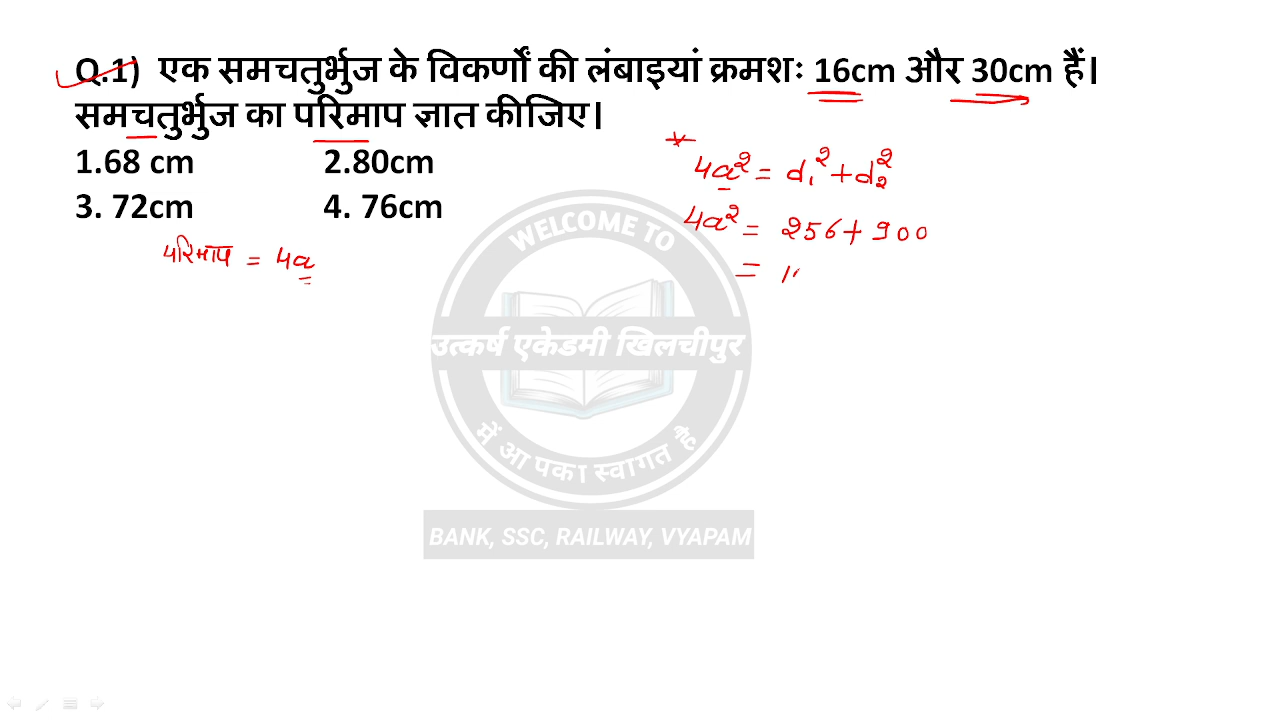 Q.1) एक समचतुर्भुज के विकर्णों की लंबाइयां क्रमशः 16cm और 30cm हैं।
समचतुर्भुज का परिमाप ज्ञात कीजिए।
1.68 cm 2.80cm
3. 72cm 4. 76cm
परिमाप = 4a
4a² = d₁² + d₂²
4a² = 256 + 900
= 11
WELCOME TO
उत्कर्ष एकेडमी खिलचीपुर
में आपका स्वागत है
BANK, SSC, RAILWAY, VYAPAM